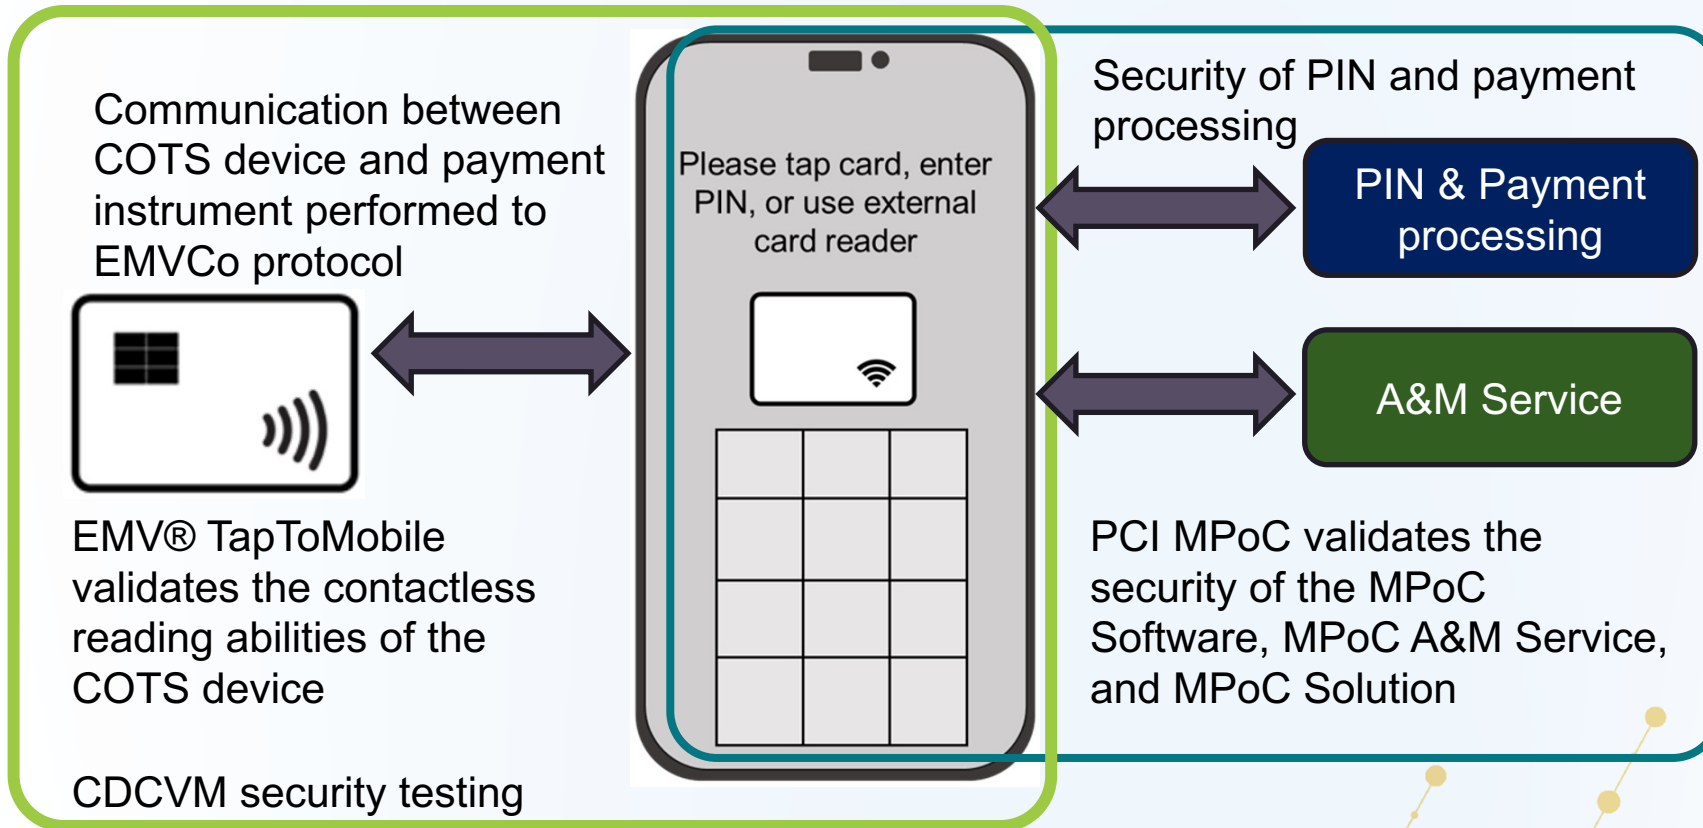 Communication between
COTS device and payment
instrument performed to
EMVCo protocol
EMV® TapToMobile
validates the contactless
reading abilities of the
COTS device
CDCVM security testing
Please tap card, enter
PIN, or use external
card reader
Security of PIN and payment
processing
PIN & Payment
processing
A&M Service
PCI MPoC validates the
security of the MPoC
Software, MPoC A&M Service,
and MPoC Solution